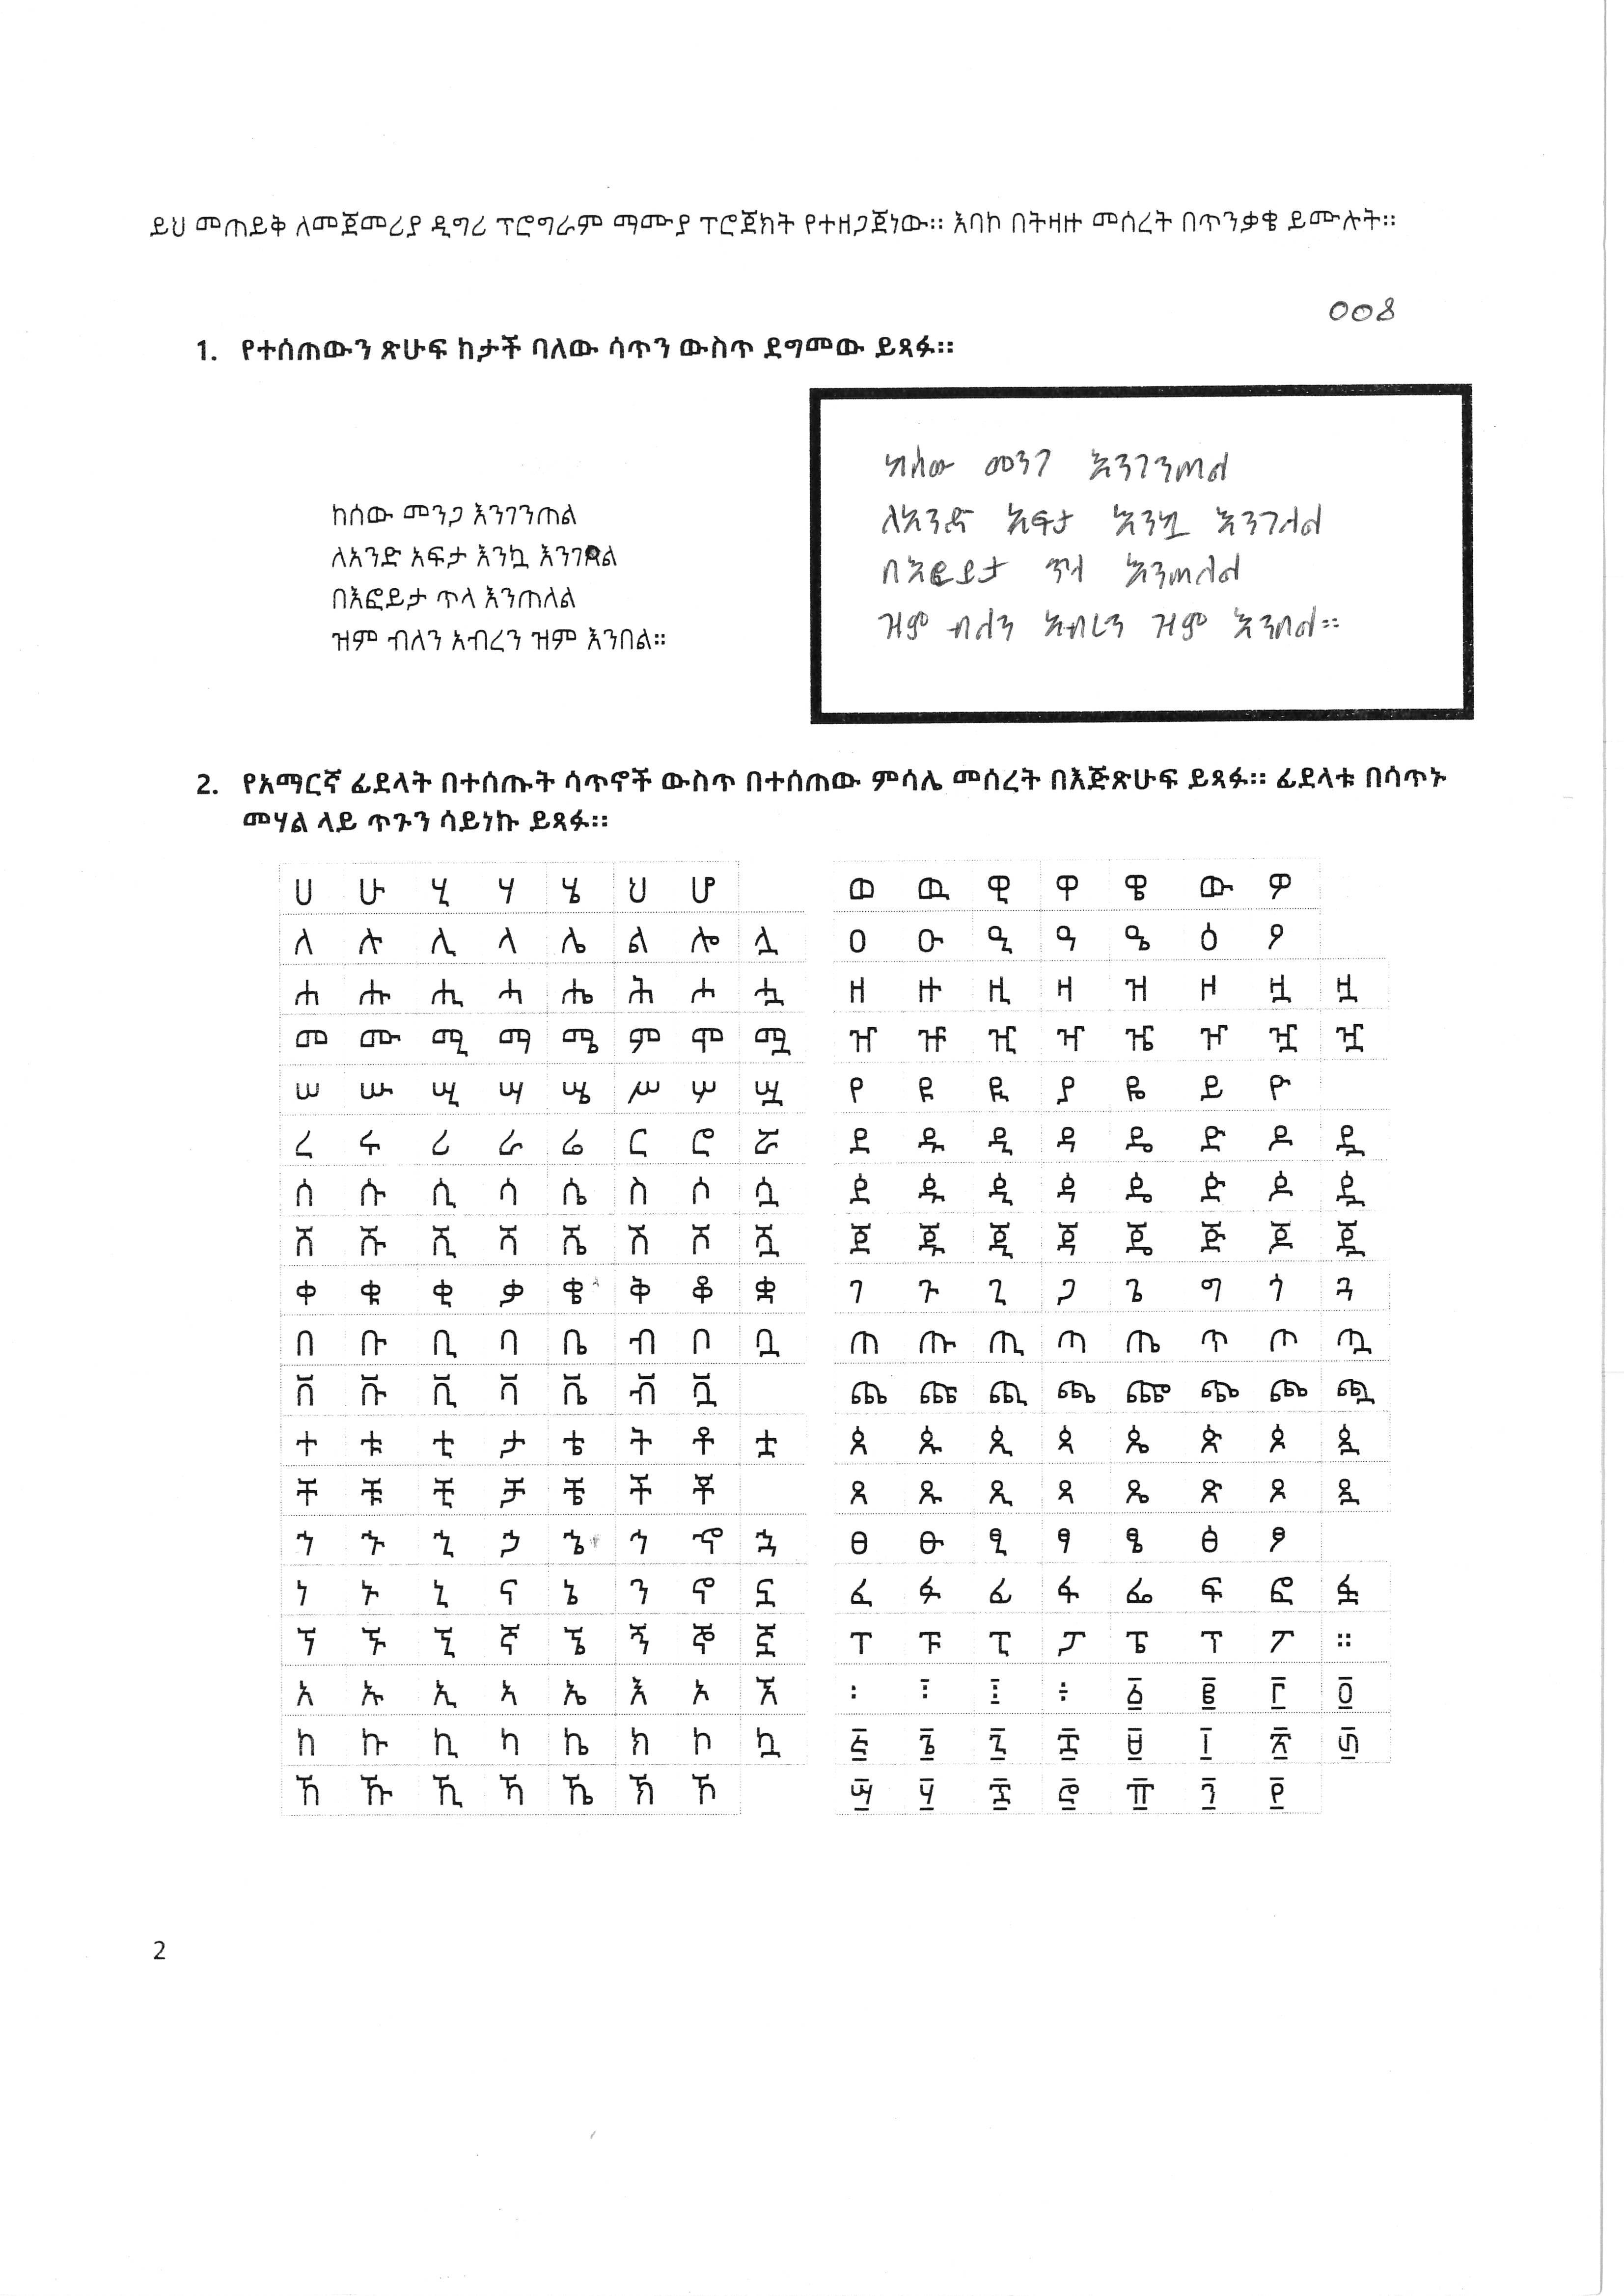 ይህ መጠይቅ ለመጀመሪያ ዲግሪ ፕሮግራም ማሙያ ፕሮጀክት የተዘጋጀነው። እባኮ በትዛዙ መሰረት በጥንቃቄ ይሙሉት።
008
1. የተሰጠውን ጽሁፍ ከታች ባለው ሳጥን ውስጥ ደግመው ይጻፉ።
ከሰው መንጋ እንገንጠል
ለአንድ አፍታ እንኳ እንገለል
በእፎይታ ጥላ እንጠለል
ዝም ብለን አብረን ዝም እንበል።
ከሰው መንጋ እንገንጠል
ለአንድ አፍታ እንኳ እንገለል
በእፎይታ ጥላ እንጠለል
ዝም ብለን አብረን ዝም እንበል።
2. የአማርኛ ፊደላት በተሰጡት ሳጥኖች ውስጥ በተሰጠው ምሳሌ መሰረት በእጅጽሁፍ ይጻፉ። ፊደላቱ በሳጥኑ
መሃል ላይ ጥጉን ሳይነኩ ይጻፉ።
ሀ ሁ ሂ ሃ ሄ ህ ሆ
ለ ሉ ሊ ላ ሌ ል ሎ ሏ
ሐ ሑ ሒ ሓ ሔ ሕ ሖ ሗ
መ ሙ ሚ ማ ሜ ም ሞ ሟ
ሠ ሡ ሢ ሣ ሤ ሥ ሦ ሧ
ረ ሩ ሪ ራ ሬ ር ሮ ሯ
ሰ ሱ ሲ ሳ ሴ ስ ሶ ሷ
ሸ ሹ ሺ ሻ ሼ ሽ ሾ ሿ
ቀ ቁ ቂ ቃ ቄ ቅ ቆ ቋ
በ ቡ ቢ ባ ቤ ብ ቦ ቧ
ቨ ቩ ቪ ቫ ቬ ቭ ቯ
ተ ቱ ቲ ታ ቴ ት ቶ ቷ
ቸ ቹ ቺ ቻ ቼ ች ቾ
ኀ ኁ ኂ ኃ ኄ ኅ ኆ ኋ
ነ ኑ ኒ ና ኔ ን ኖ ኗ
ኘ ኙ ኚ ኛ ኜ ኝ ኞ ኟ
አ ኡ ኢ ኣ ኤ እ ኦ ኧ
ከ ኩ ኪ ካ ኬ ክ ኮ ኳ
ኸ ኹ ኺ ኻ ኼ ኽ ኾ
ወ ዉ ዊ ዋ ዌ ው ዎ
ዐ ዑ ዒ ዓ ዔ ዕ ዖ
ዘ ዙ ዚ ዛ ዝ ዞ ዟ ዟ
ዠ ዡ ዢ ዣ ዤ ዦ ዧ ዧ
የ ዩ ዪ ያ ዬ ይ ዮ
ደ ዱ ዲ ዳ ዴ ድ ዶ ዷ
ዸ ዹ ዺ ዻ ዼ ዽ ዾ ዿ
ጀ ጁ ጂ ጃ ጄ ጅ ጆ ጇ
ገ ጉ ጊ ጋ ጌ ግ ጎ ጓ
ጠ ጡ ጢ ጣ ጤ ጥ ጦ ጧ
ጨ ጩ ጪ ጫ ጬ ጭ ጮ ጯ
ጰ ጱ ጲ ጳ ጴ ጵ ጶ ጷ
ጸ ጹ ጺ ጻ ጼ ጽ ጾ ጿ
ፀ ፁ ፂ ፃ ፄ ፅ ፆ
ፈ ፉ ፊ ፋ ፌ ፍ ፎ ፏ
ፐ ፑ ፒ ፓ ፔ ፕ ፖ ።
፡ ፤ ፧ ፥ ፩ ፪ ፫ ፬
፭ ፮ ፯ ፰ ፱ ፲ ፳ ፴
፵ ፶ ፷ ፸ ፹ ፺ ፻
2